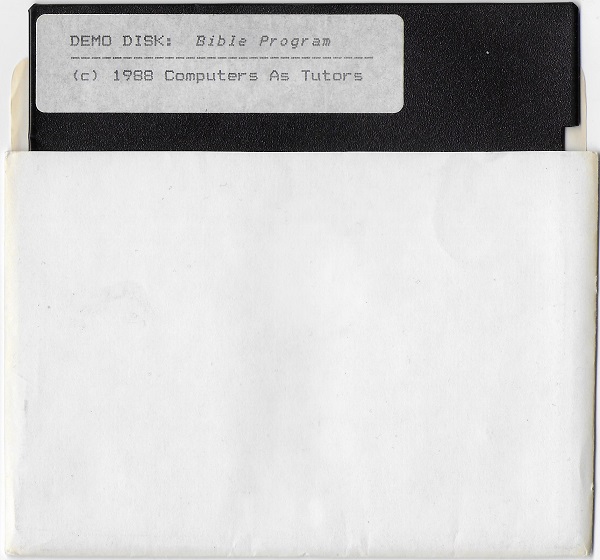 DEMO DISK: Bible Program
------------------------------------
(c) 1988 Computers As Tutors